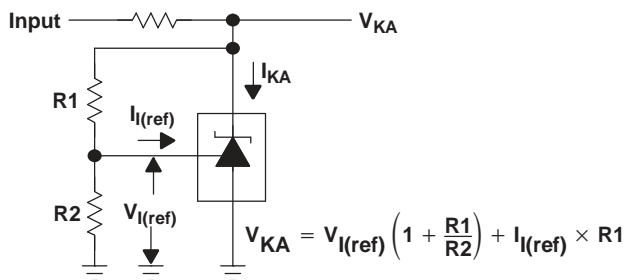 Input
V_KA
I_KA
R1
I_I(ref)
R2
V_I(ref)
V_KA = V_I(ref) (1 + R1/R2) + I_I(ref) × R1